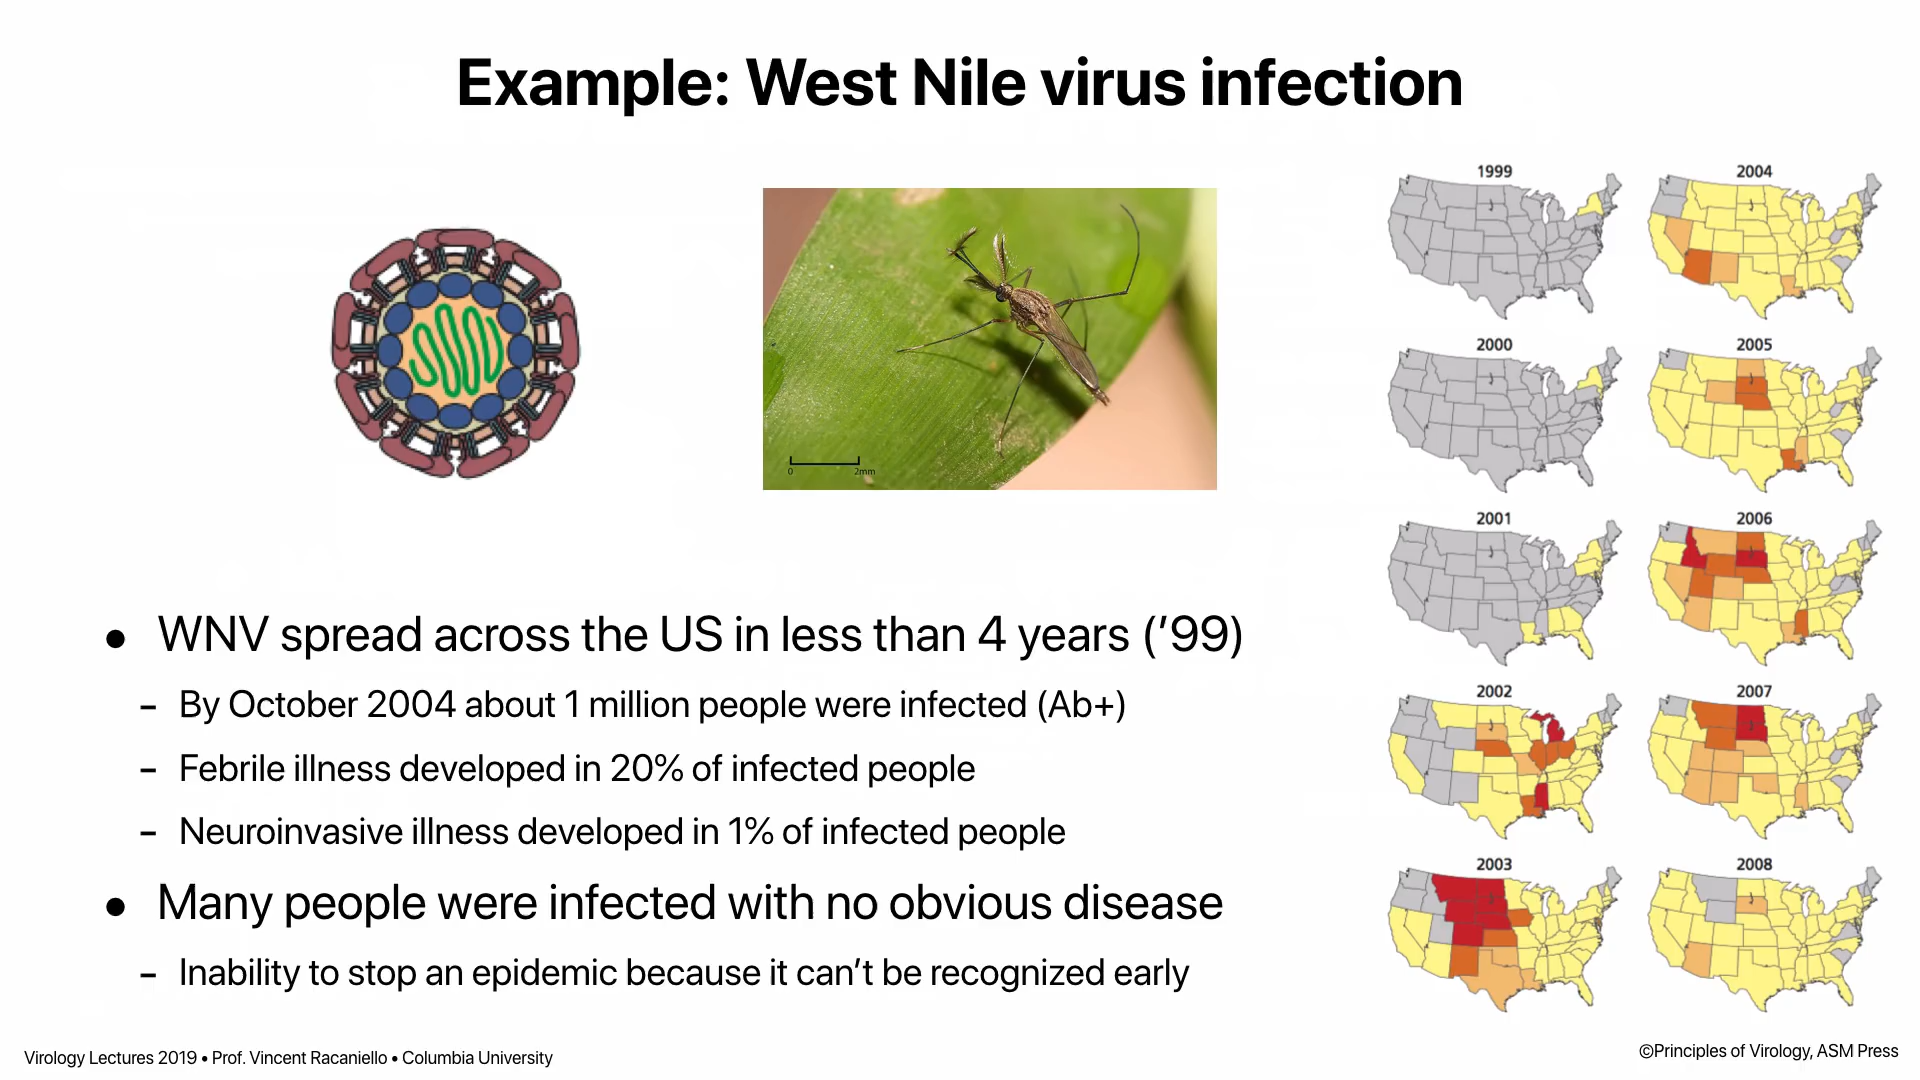 Example: West Nile virus infection
0 2mm
1999
2004
2000
2005
2001
2006
2002
2007
2003
2008
• WNV spread across the US in less than 4 years (’99)
- By October 2004 about 1 million people were infected (Ab+)
- Febrile illness developed in 20% of infected people
- Neuroinvasive illness developed in 1% of infected people
• Many people were infected with no obvious disease
- Inability to stop an epidemic because it can’t be recognized early
Virology Lectures 2019 • Prof. Vincent Racaniello • Columbia University
©Principles of Virology, ASM Press